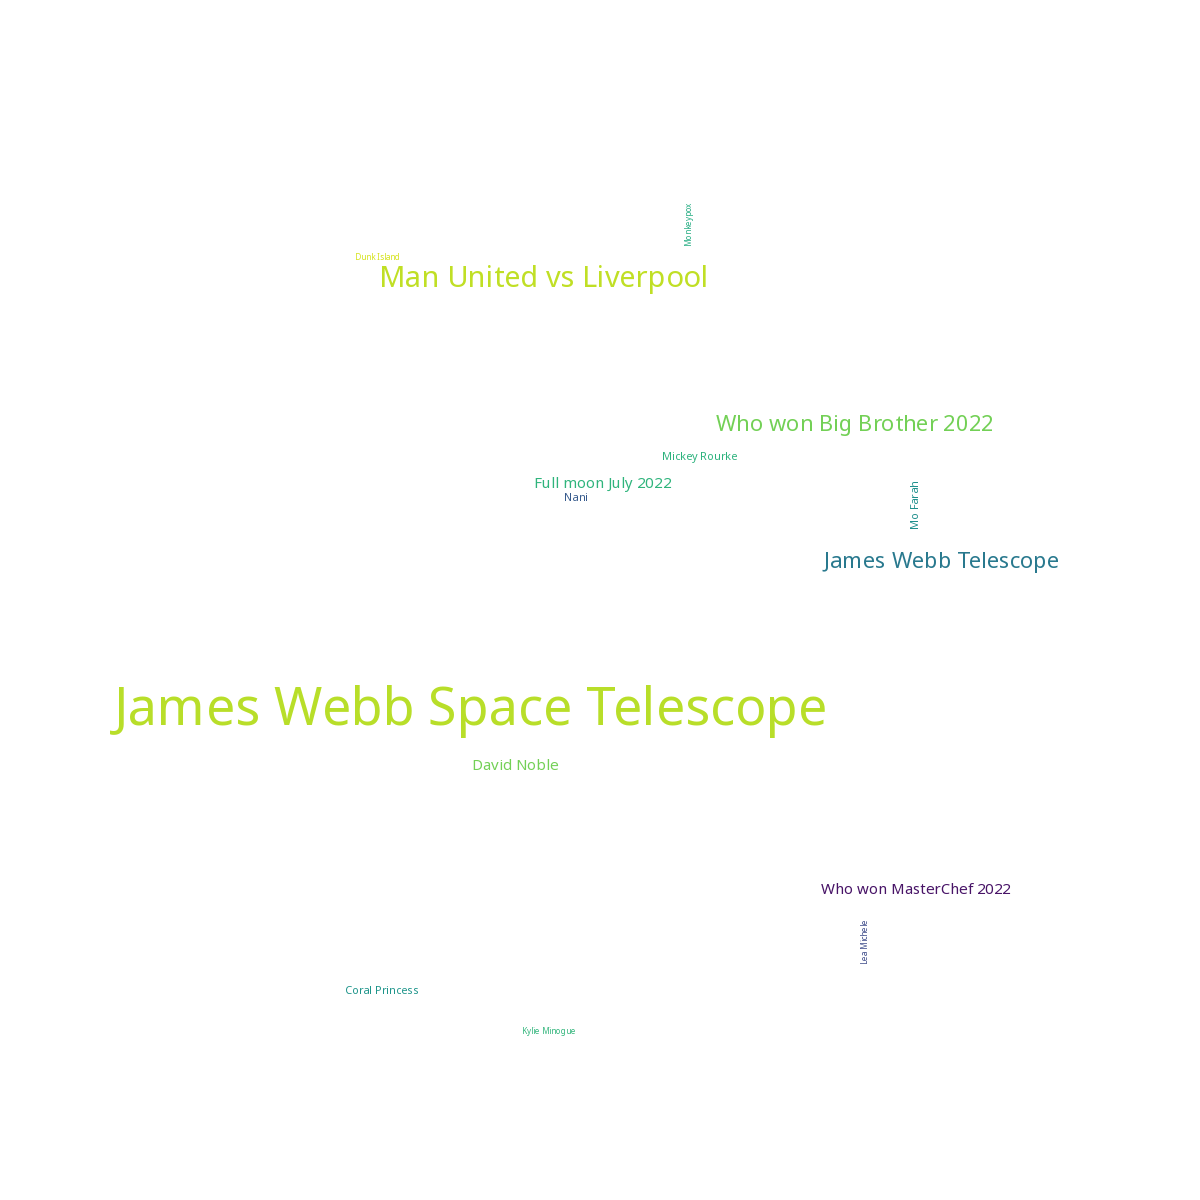 Monkeypox
Dunk Island
Man United vs Liverpool
Who won Big Brother 2022
Mickey Rourke
Full moon July 2022
Nani
Mo Farah
James Webb Telescope
James Webb Space Telescope
David Noble
Who won MasterChef 2022
Lea Michele
Coral Princess
Kylie Minogue